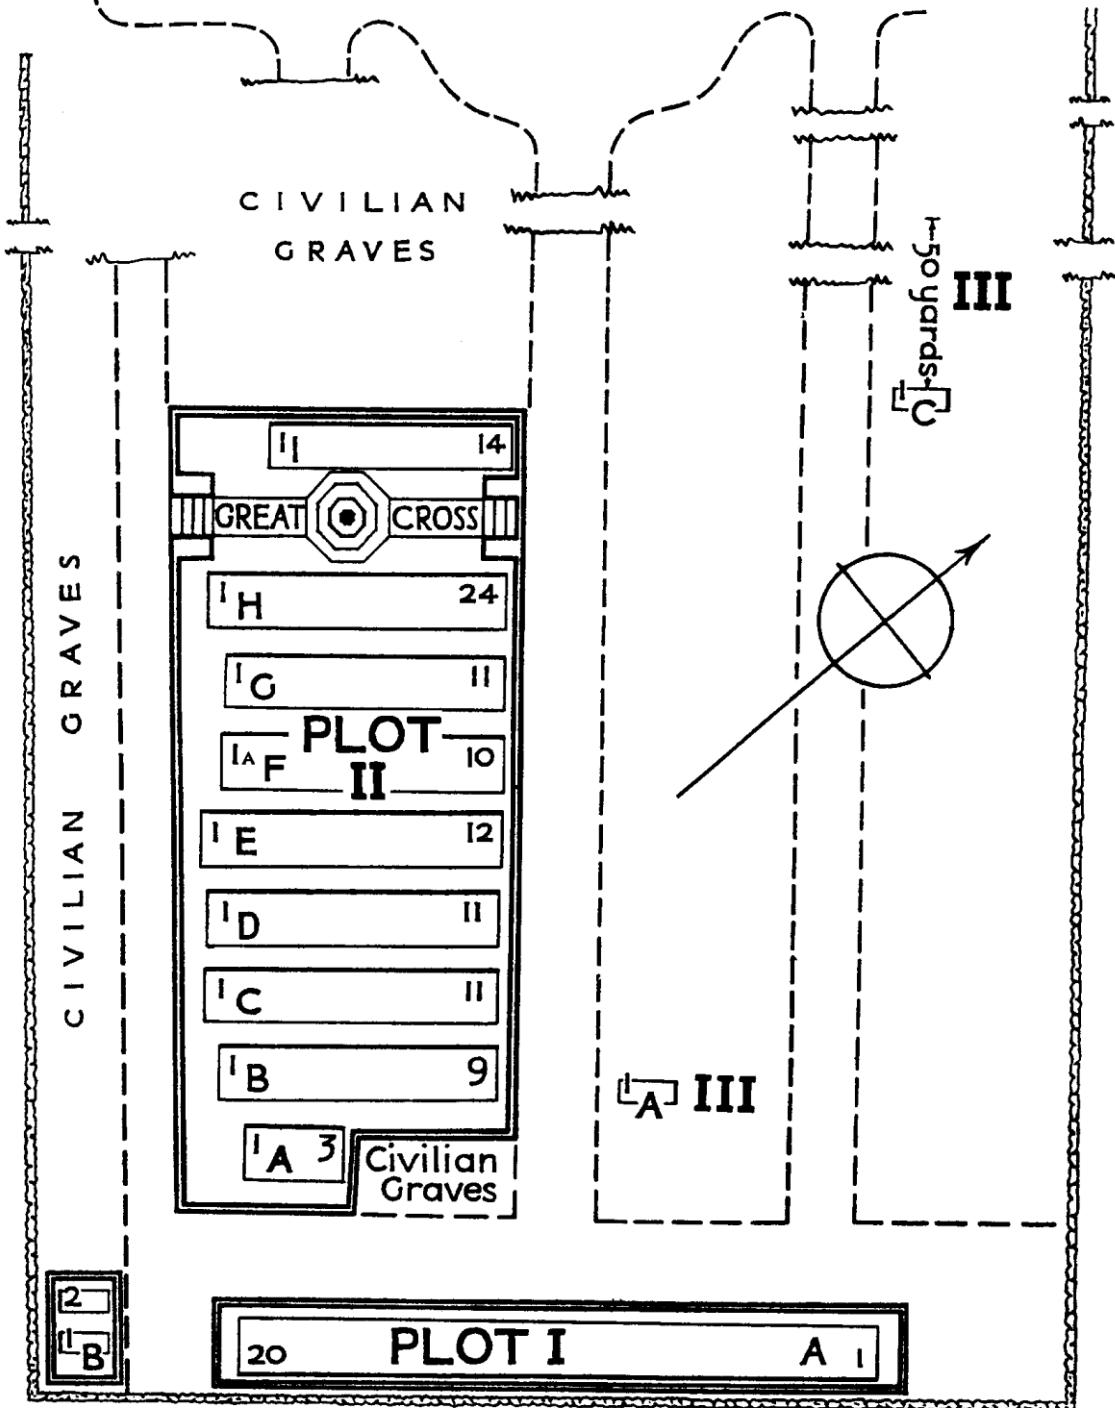 CIVILIAN
GRAVES
50 yards
III
1 C
1 I 14
GREAT CROSS
1 H 24
1 G 11
PLOT
II
1A F 10
1 E 12
1 D 11
1 C 11
1 B 9
1 A 3
Civilian
Graves
CIVILIAN GRAVES
1 A III
2
1 B
20 PLOT I A 1